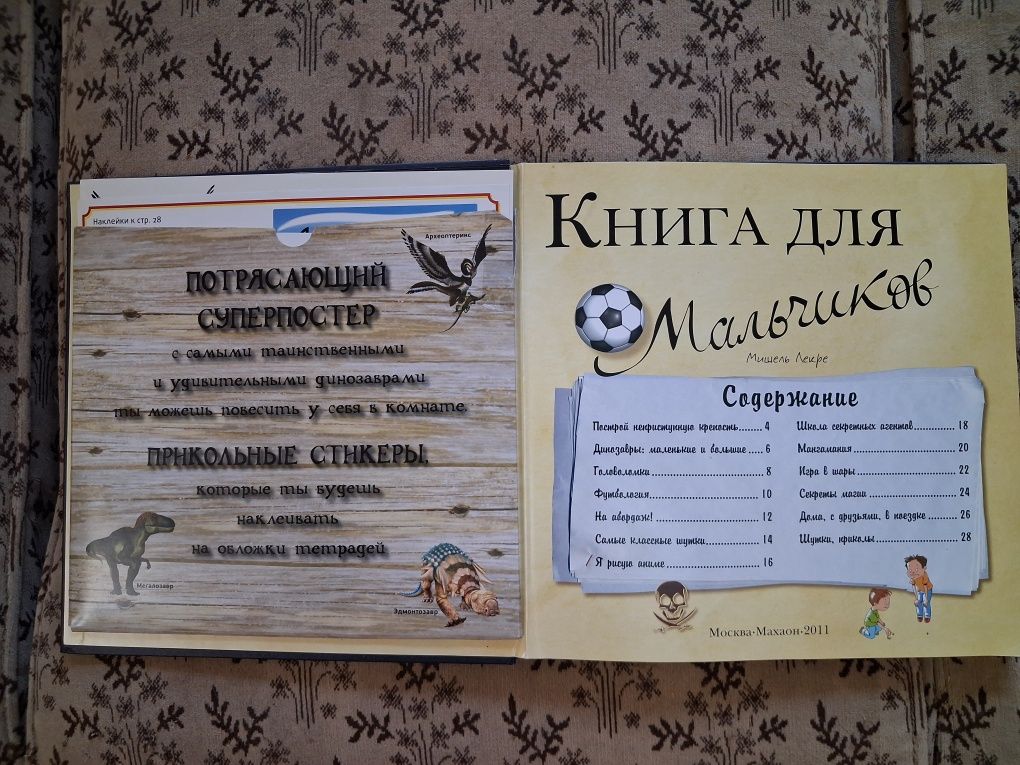 Наклейки к стр. 28
Археоптерикс
ПОТРЯСАЮЩИЙ
СУПЕРПОСТЕР
с самыми таинственными
и удивительными динозаврами
ты можешь повесить у себя в комнате,
ПРИКОЛЬНЫЕ СТИКЕРЫ,
которые ты будешь
наклеивать
на обложки тетрадей
Мегалозавр
Эдмонтозавр
КНИГА ДЛЯ
Мальчиков
Мишель Лекре
Содержание
Построй неприступную крепость........ 4
Динозавры: маленькие и большие ..... 6
Головоломки.............................. 8
Футбология............................... 10
На абордаж!.............................. 12
Самые классные шутки.............. 14
Я рисую аниме ......................... 16
Школа секретных агентов............. 18
Мангамания ............................. 20
Игра в шары............................. 22
Секреты магии ......................... 24
Дома, с друзьями, в поездке ......... 26
Шутки, приколы........................ 28
Москва·Махаон·2011